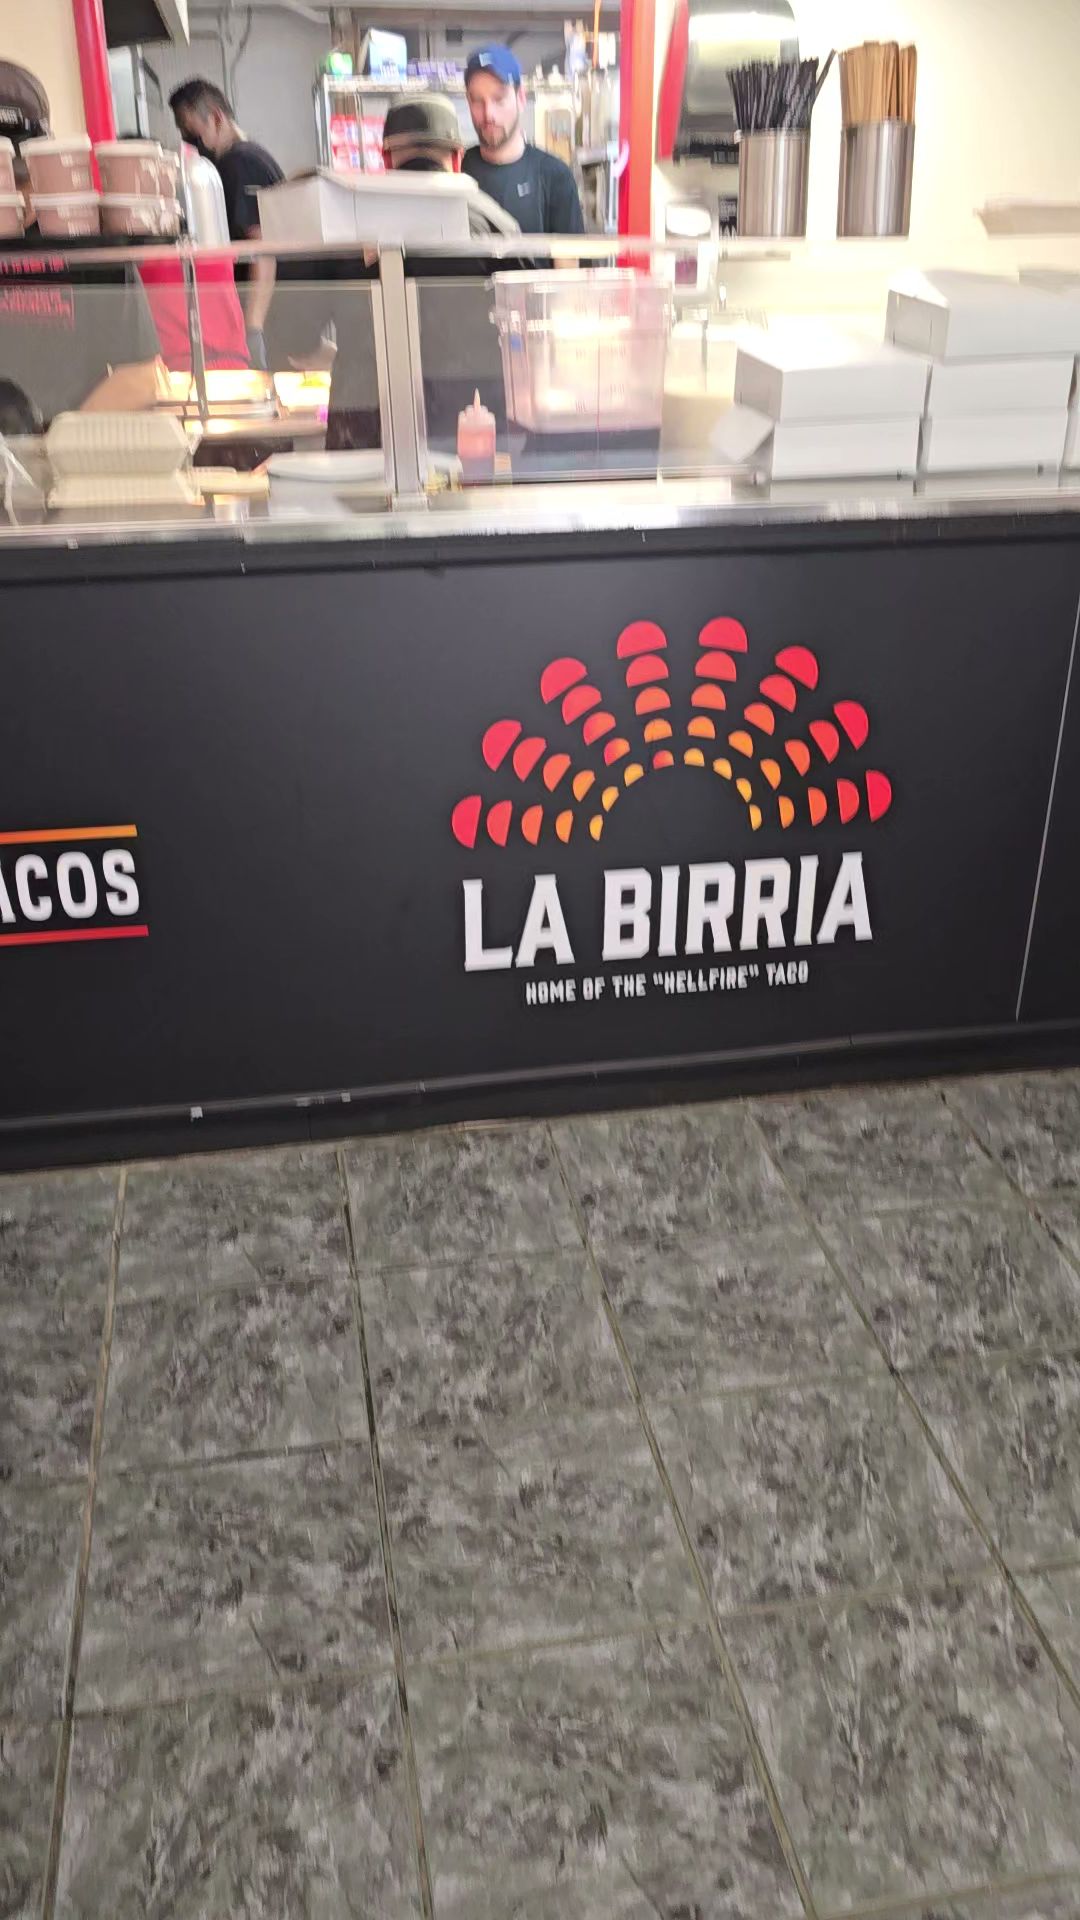 ACOS
LA BIRRIA
HOME OF THE "HELLFIRE" TACO